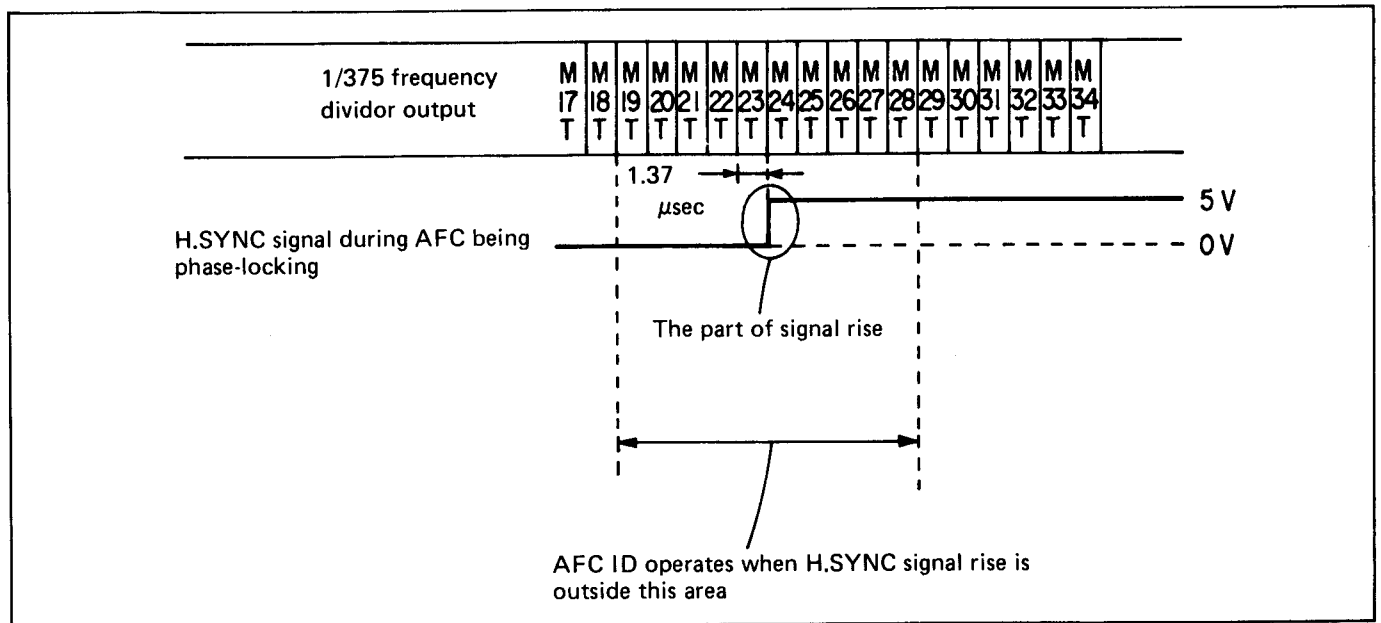 1/375 frequency
dividor output
M M M M M M M M M M M M M M M M M M
17 18 19 20 21 22 23 24 25 26 27 28 29 30 31 32 33 34
T T T T T T T T T T T T T T T T T T
1.37
μsec
5 V
H.SYNC signal during AFC being
phase-locking
0 V
The part of signal rise
AFC ID operates when H.SYNC signal rise is
outside this area